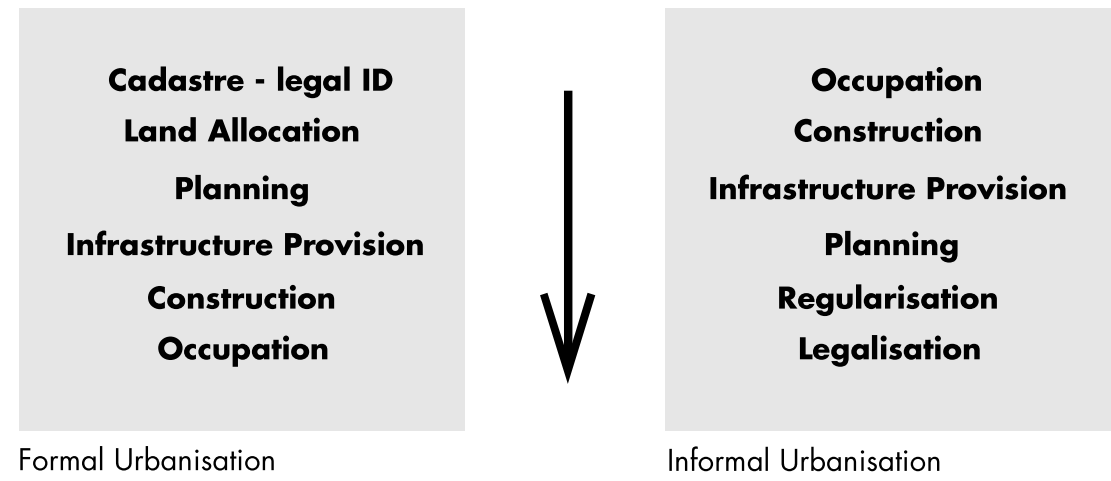 Cadastre - legal ID
Land Allocation
Planning
Infrastructure Provision
Construction
Occupation
Formal Urbanisation
Occupation
Construction
Infrastructure Provision
Planning
Regularisation
Legalisation
Informal Urbanisation